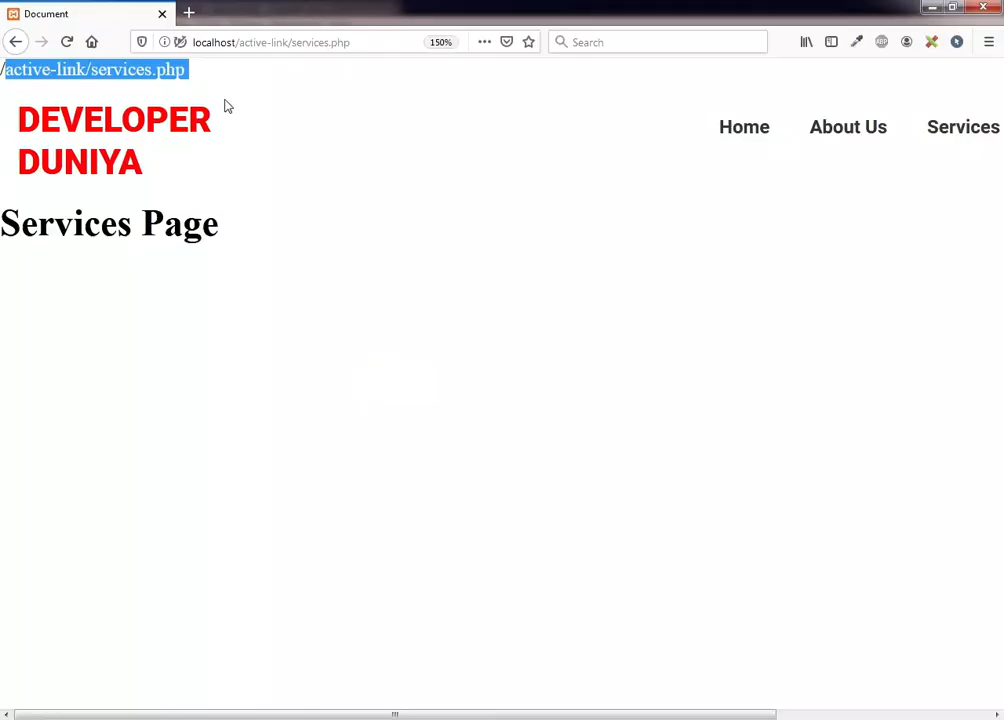 Document
localhost/active-link/services.php
150%
Search
ABP
/active-link/services.php
DEVELOPER
DUNIYA
Home
About Us
Services
Services Page